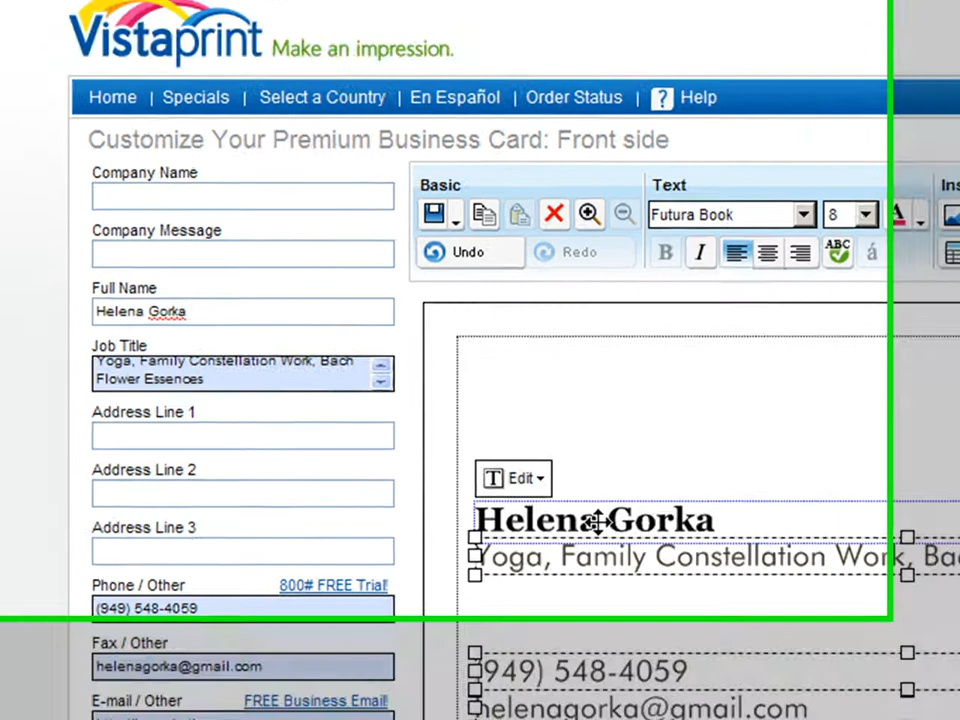 Vistaprint Make an impression.
Home | Specials | Select a Country | En Español | Order Status | ? Help
Customize Your Premium Business Card: Front side
Company Name
Company Message
Full Name
Helena Gorka
Job Title
Yoga, Family Constellation Work, Bach
Flower Essences
Address Line 1
Address Line 2
Address Line 3
Phone / Other 800# FREE Trial!
(949) 548-4059
Fax / Other
helenagorka@gmail.com
E-mail / Other FREE Business Email!
Basic
Undo Redo
Text
Futura Book 8 A
B I ABC á
Ins
T Edit
Helena Gorka
Yoga, Family Constellation Work, Bac
(949) 548-4059
helenagorka@gmail.com